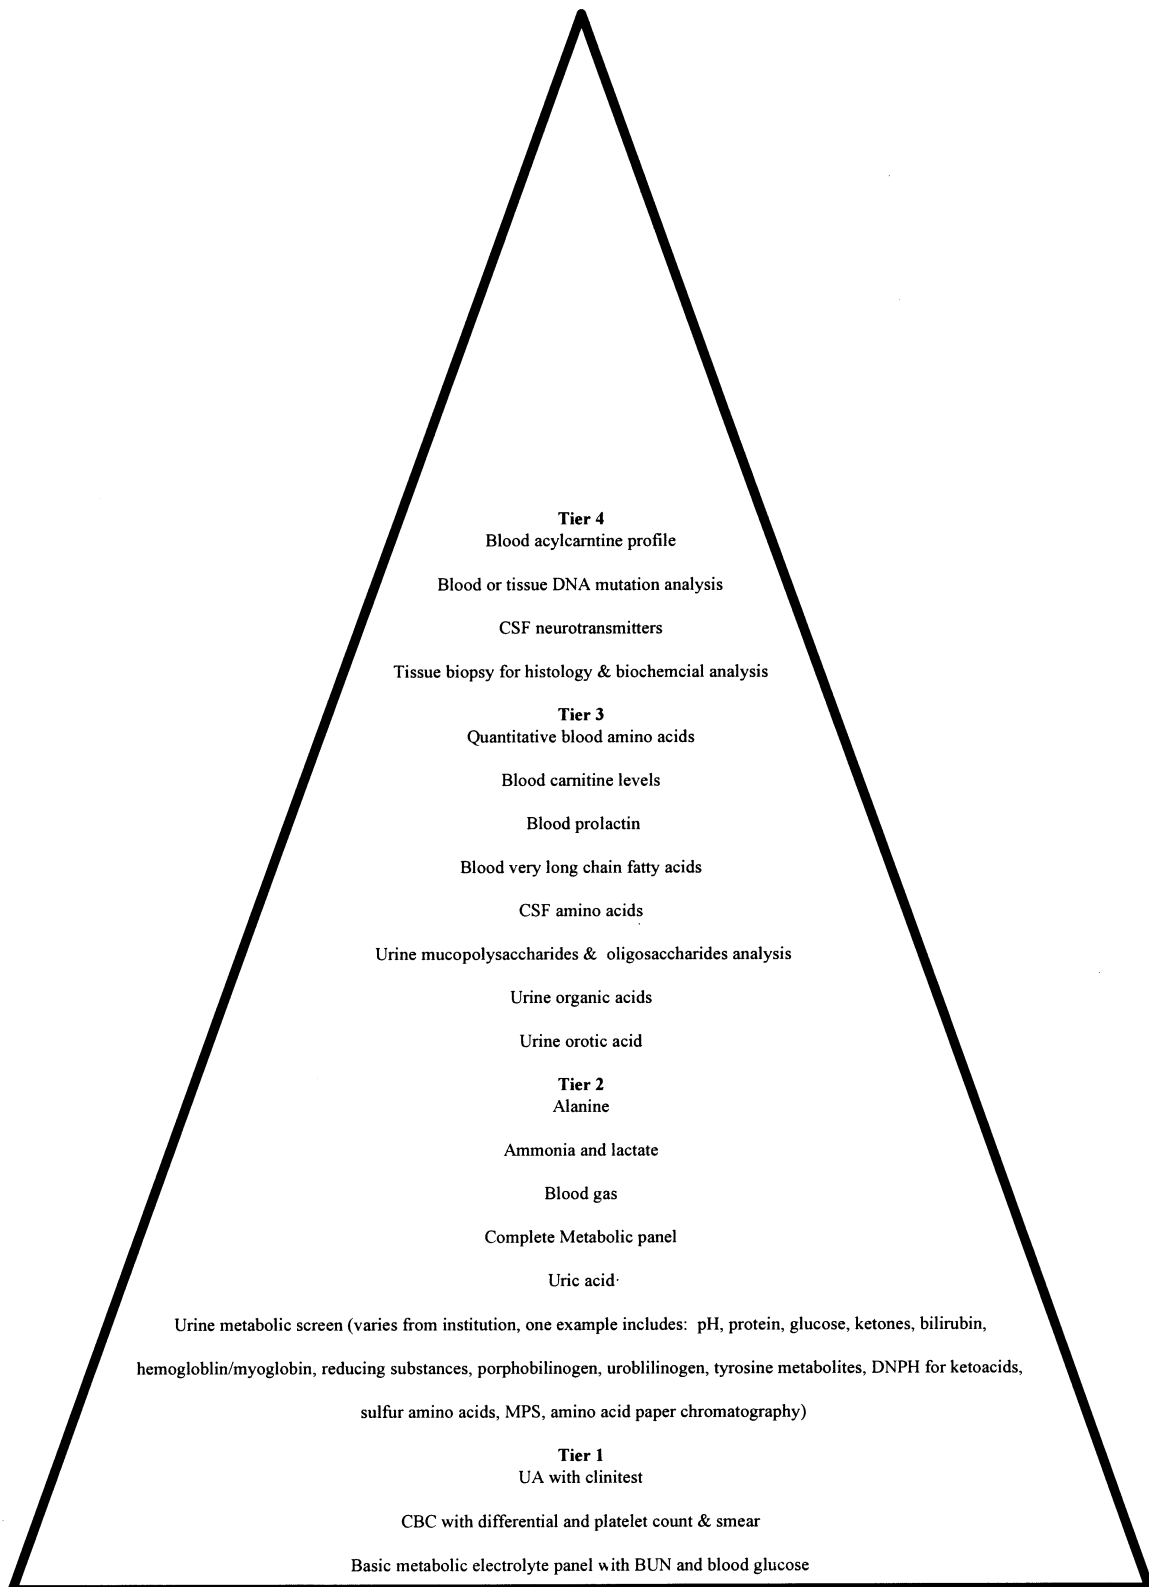 Tier 4
Blood acylcarntine profile
Blood or tissue DNA mutation analysis
CSF neurotransmitters
Tissue biopsy for histology & biochemcial analysis
Tier 3
Quantitative blood amino acids
Blood carnitine levels
Blood prolactin
Blood very long chain fatty acids
CSF amino acids
Urine mucopolysaccharides & oligosaccharides analysis
Urine organic acids
Urine orotic acid
Tier 2
Alanine
Ammonia and lactate
Blood gas
Complete Metabolic panel
Uric acid
Urine metabolic screen (varies from institution, one example includes: pH, protein, glucose, ketones, bilirubin,
hemogloblin/myoglobin, reducing substances, porphobilinogen, uroblilinogen, tyrosine metabolites, DNPH for ketoacids,
sulfur amino acids, MPS, amino acid paper chromatography)
Tier 1
UA with clinitest
CBC with differential and platelet count & smear
Basic metabolic electrolyte panel with BUN and blood glucose